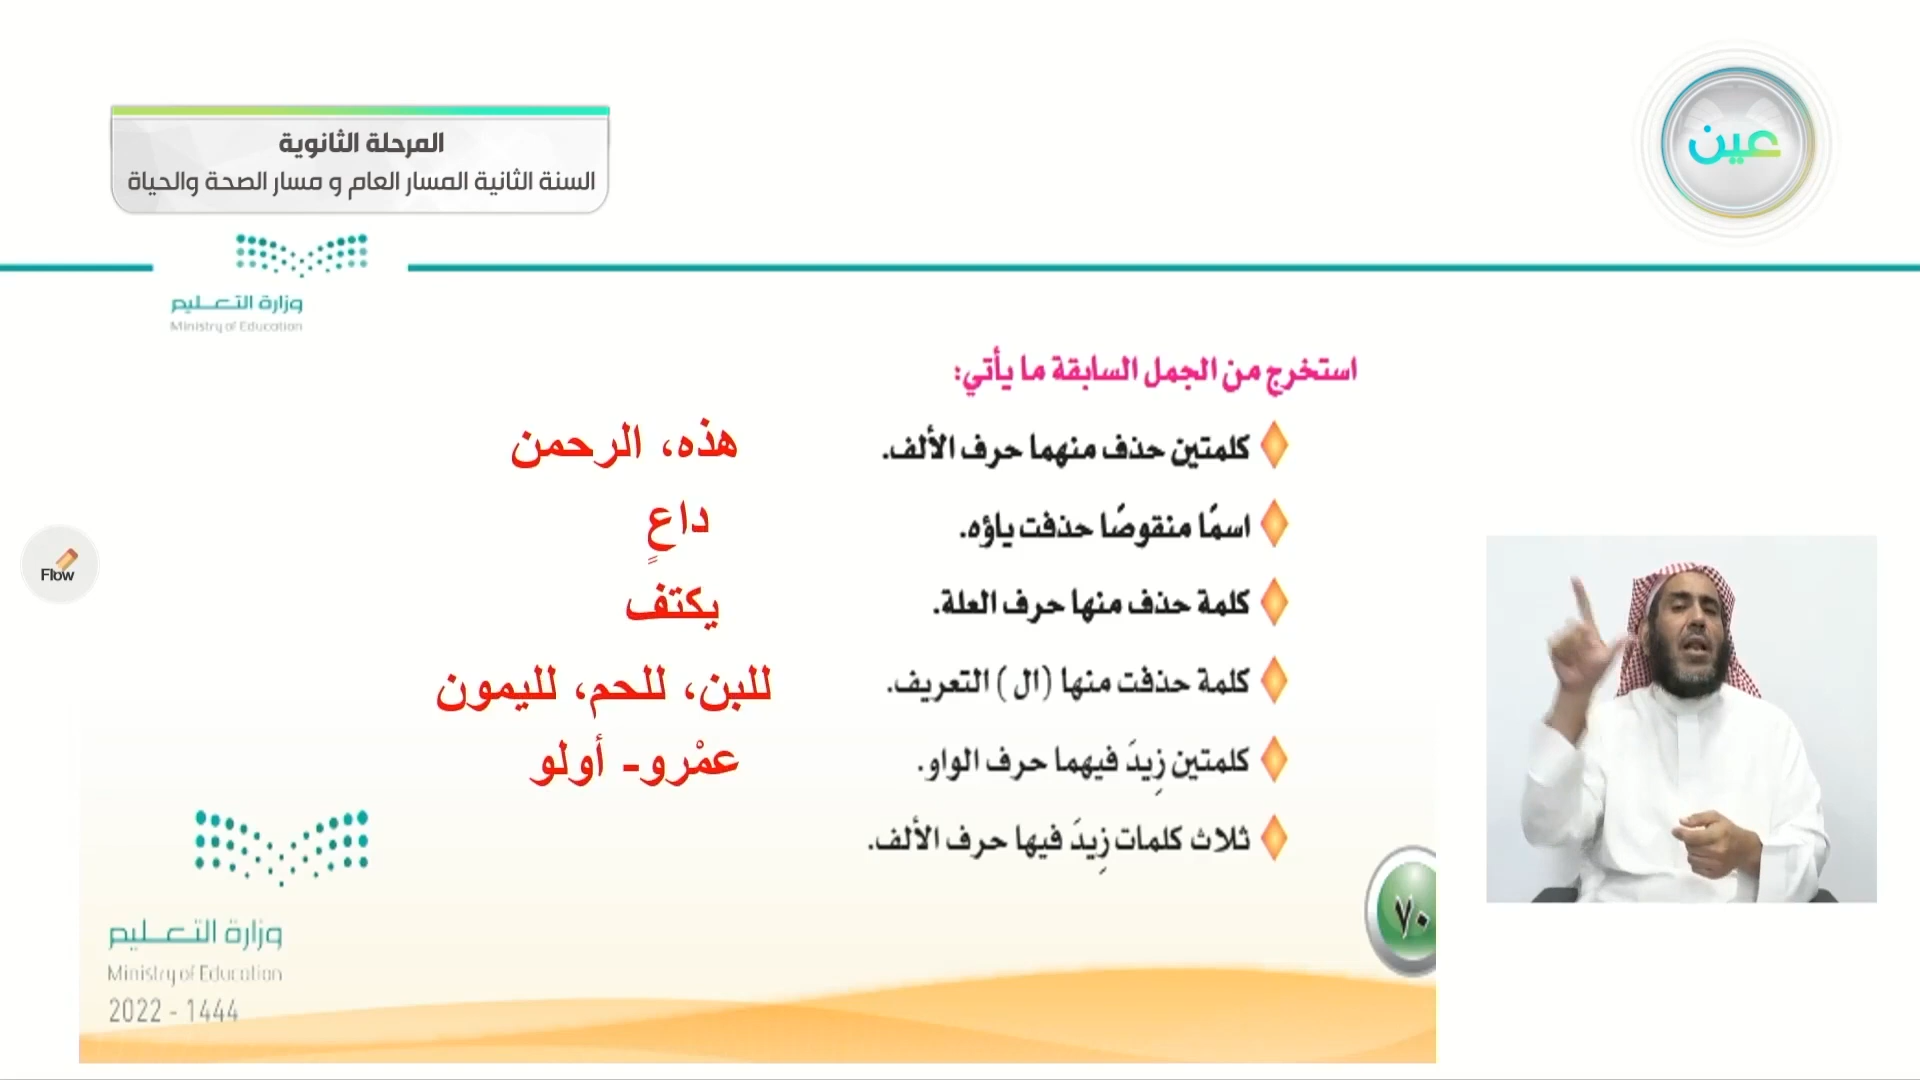 المرحلة الثانوية
السنة الثانية المسار العام و مسار الصحة والحياة
عين
وزارة التعـليم
Ministry of Education
استخرج من الجمل السابقة ما يأتي:
كلمتين حذف منهما حرف الألف.
هذه، الرحمن
اسمًا منقوصًا حذفت ياؤه.
داعٍ
كلمة حذف منها حرف العلة.
يكتف
كلمة حذفت منها (ال) التعريف.
للبن، للحم، لليمون
كلمتين زِيدَ فيهما حرف الواو.
عمْرو- أولو
ثلاث كلمات زِيدَ فيها حرف الألف.
Flow
٧٠
وزارة التعـليم
Ministry of Education
2022 - 1444